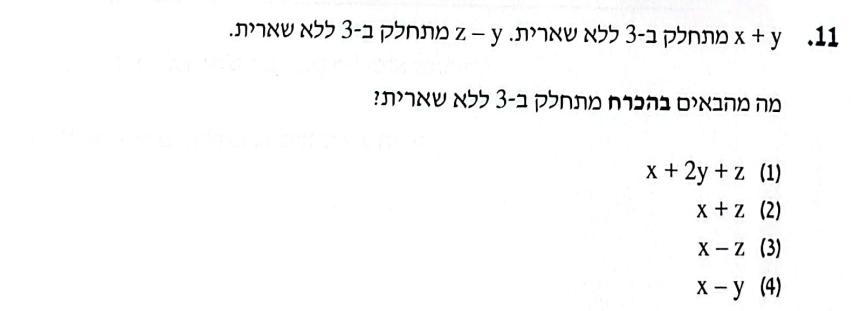 11. x + y מתחלק ב-3 ללא שארית. z – y מתחלק ב-3 ללא שארית.
מה מהבאים בהכרח מתחלק ב-3 ללא שארית?
(1) x + 2y + z
(2) x + z
(3) x – z
(4) x – y